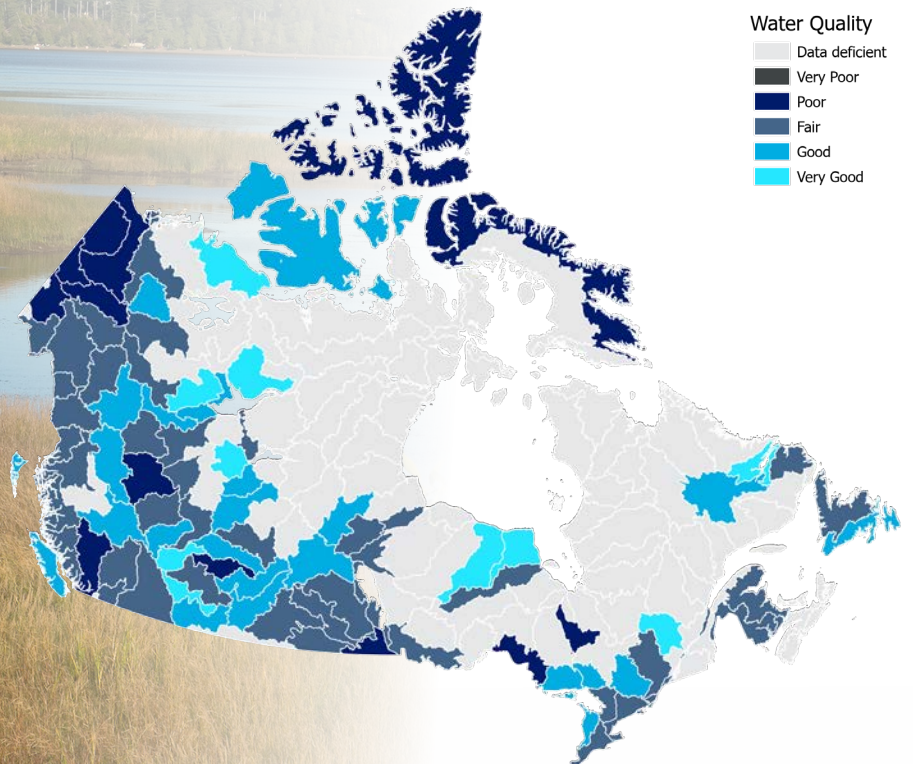 Water Quality
Data deficient
Very Poor
Poor
Fair
Good
Very Good